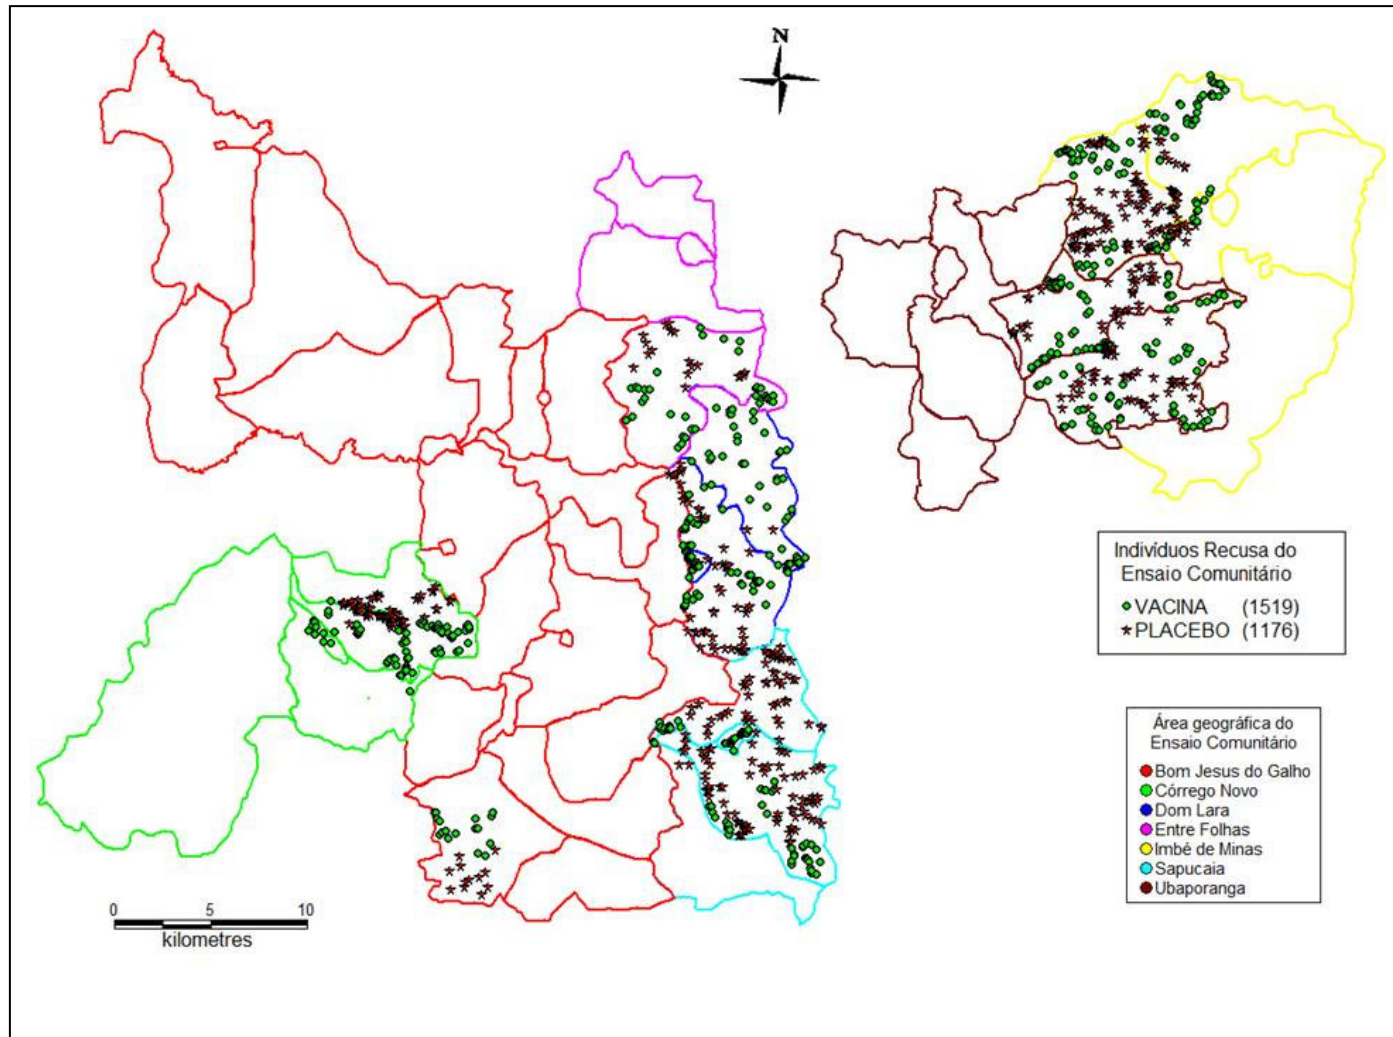 N
Indivíduos Recusa do
Ensaio Comunitário
VACINA (1519)
PLACEBO (1176)
Área geográfica do
Ensaio Comunitário
Bom Jesus do Galho
Córrego Novo
Dom Lara
Entre Folhas
Imbé de Minas
Sapucaia
Ubaporanga
0 5 10
kilometres